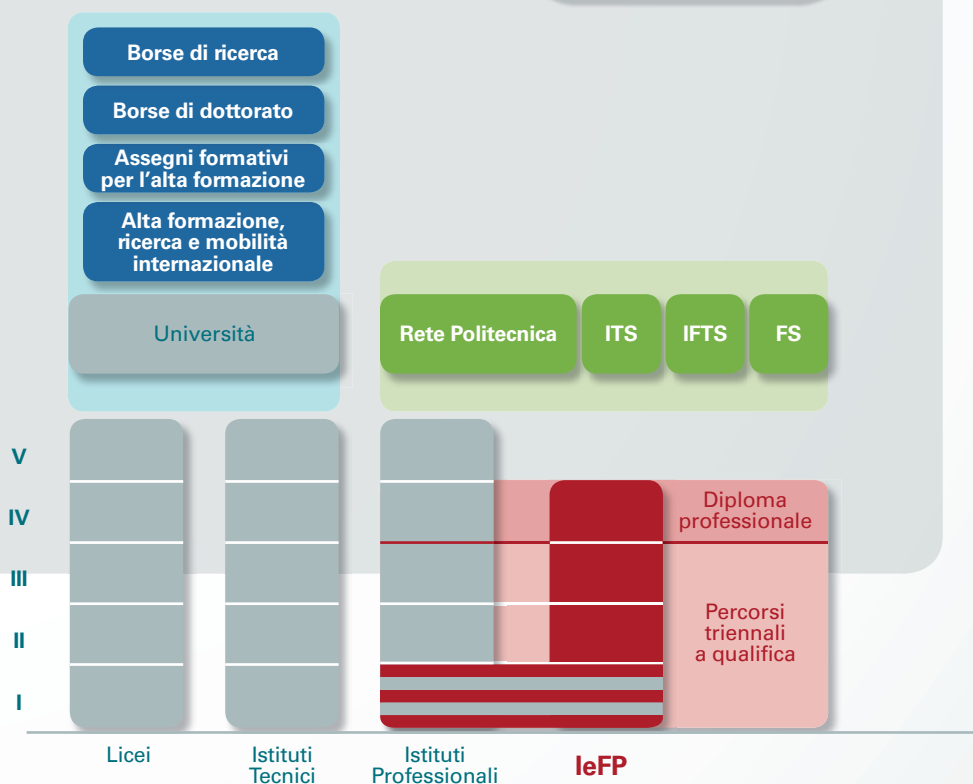 Borse di ricerca
Borse di dottorato
Assegni formativi
per l'alta formazione
Alta formazione,
ricerca e mobilità
internazionale
Università
Rete Politecnica
ITS
IFTS
FS
V
IV
III
II
I
Diploma
professionale
Percorsi
triennali
a qualifica
Licei
Istituti
Tecnici
Istituti
Professionali
IeFP